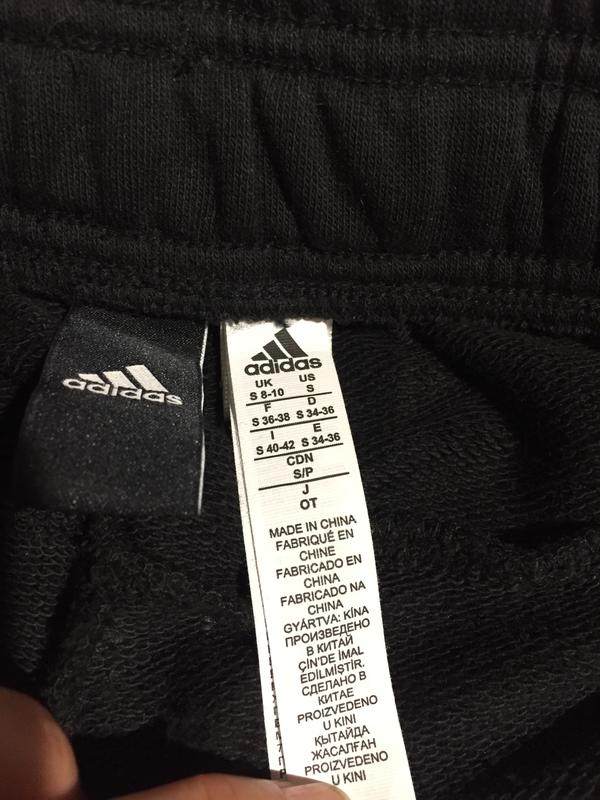 adidas
adidas
UK US
S 8-10 S
F D
S 36-38 S 34-36
I E
S 40-42 S 34-36
CDN
S/P
J
OT
MADE IN CHINA
FABRIQUÉ EN
CHINE
FABRICADO EN
CHINA
FABRICADO NA
CHINA
GYÁRTVA: KÍNA
ПРОИЗВЕДЕНО
В КИТАЙ
ÇİN'DE İMAL
EDİLMİŞTİR.
СДЕЛАНО В
КИТАЕ
PROIZVEDENO
U KINI
ҚЫТАЙДА
ЖАСАЛҒАН
PROIZVEDENO
U KINI